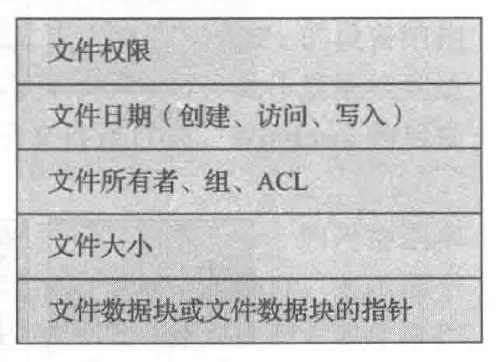 文件权限
文件日期（创建、访问、写入）
文件所有者、组、ACL
文件大小
文件数据块或文件数据块的指针